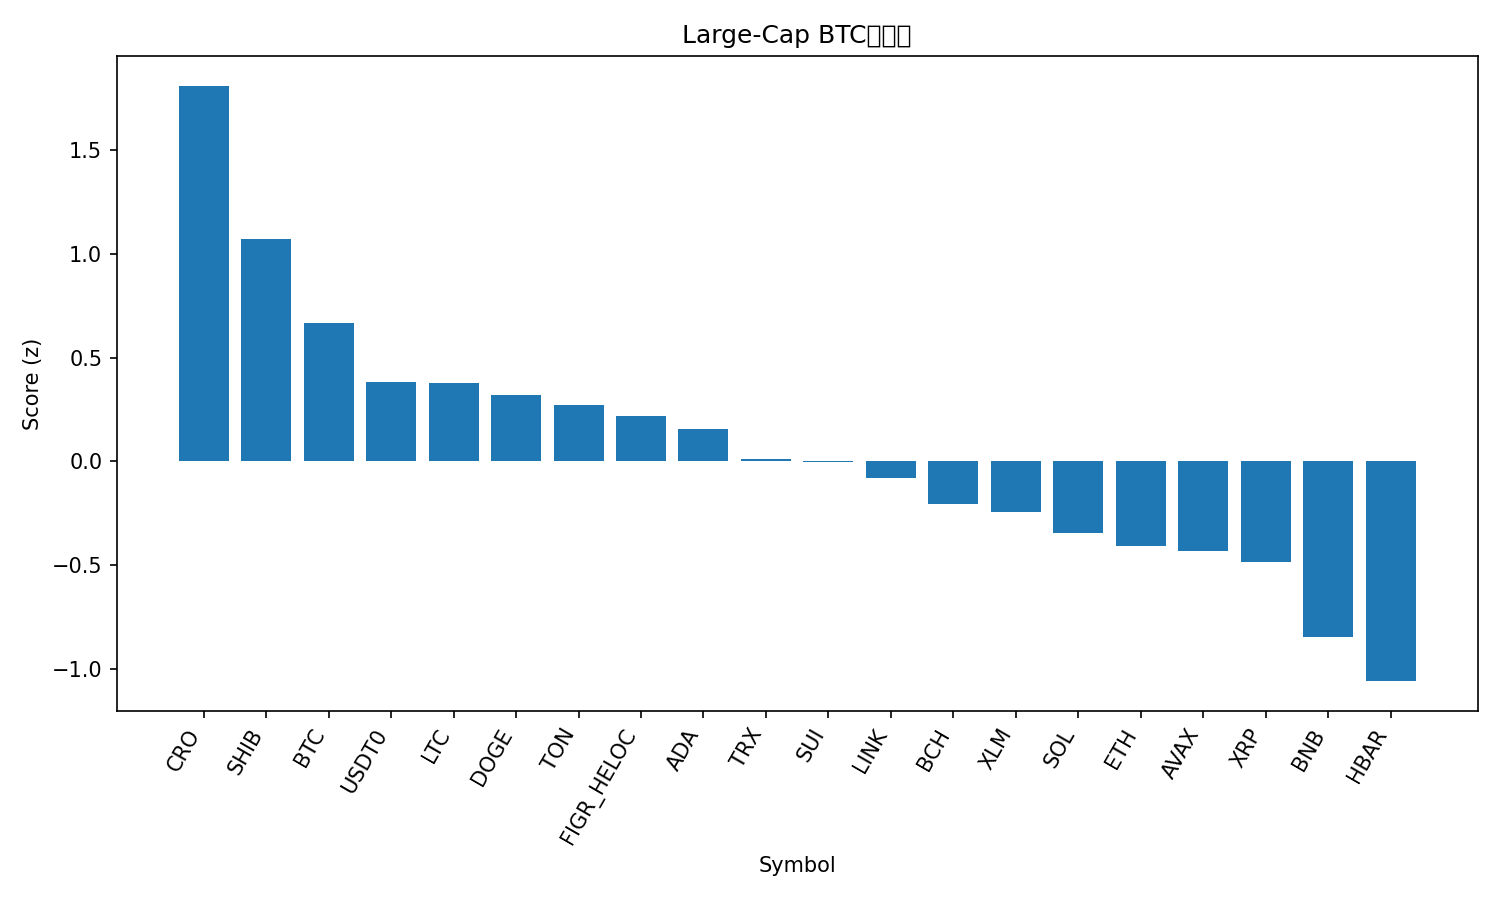 Large-Cap BTC
1.5
1.0
0.5
0.0
−0.5
−1.0
Score (z)
CRO
SHIB
BTC
USDT0
LTC
DOGE
TON
FIGR_HELOC
ADA
TRX
SUI
LINK
BCH
XLM
SOL
ETH
AVAX
XRP
BNB
HBAR
Symbol